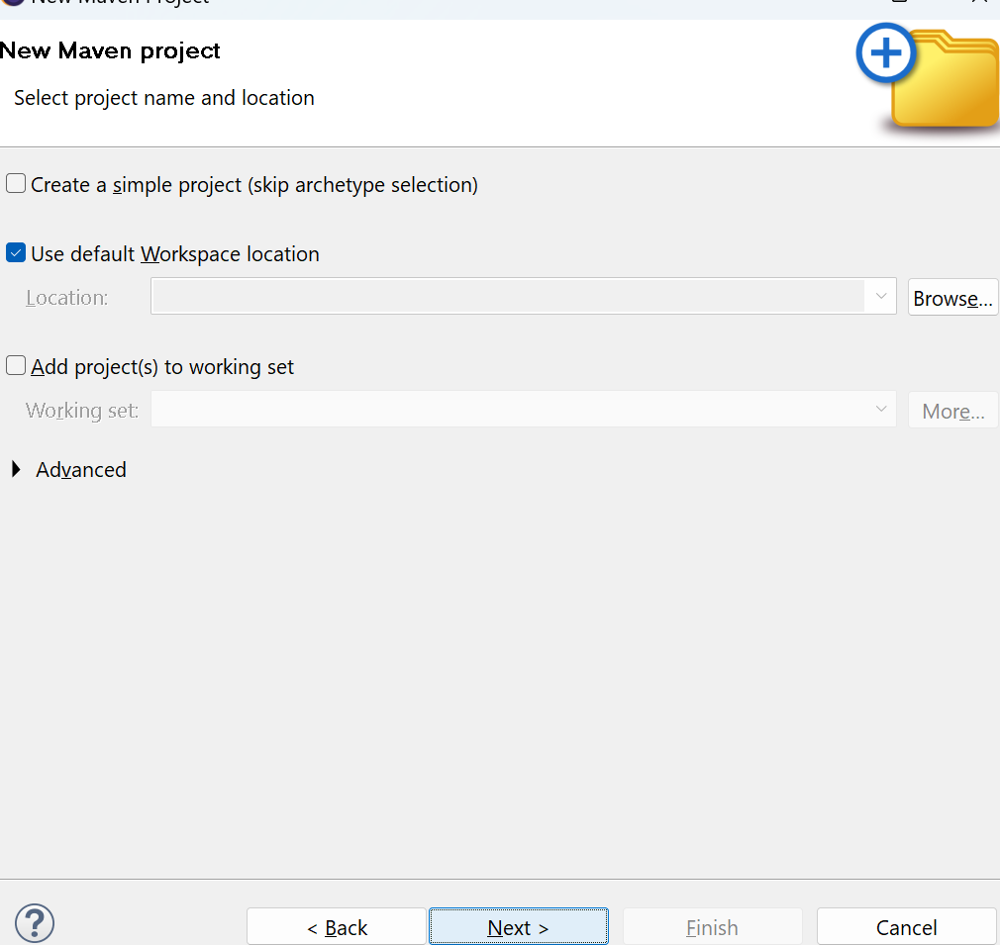 New Maven Project
New Maven project
Select project name and location
Create a simple project (skip archetype selection)
Use default Workspace location
Location:
Browse...
Add project(s) to working set
Working set:
More...
Advanced
?
< Back
Next >
Finish
Cancel